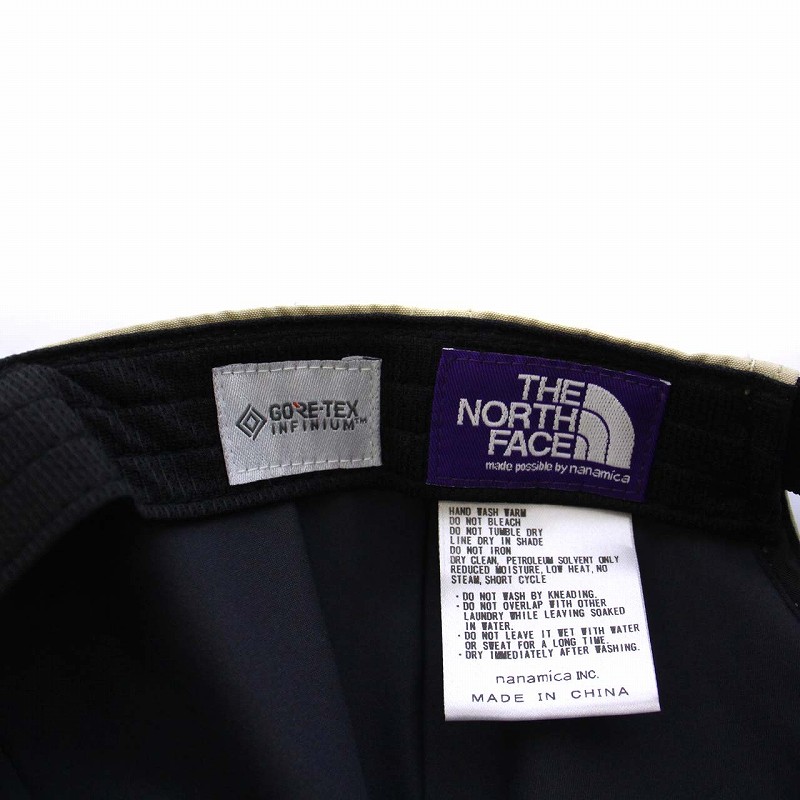 GORE-TEX
INFINIUM™
THE
NORTH
FACE
made possible by nanamica
HAND WASH WARM
DO NOT BLEACH
DO NOT TUMBLE DRY
LINE DRY IN SHADE
DO NOT IRON
DRY CLEAN, PETROLEUM SOLVENT ONLY
REDUCED MOISTURE, LOW HEAT, NO
STEAM, SHORT CYCLE
・DO NOT WASH BY KNEADING.
・DO NOT OVERLAP WITH OTHER
LAUNDRY WHILE LEAVING SOAKED
IN WATER.
・DO NOT LEAVE IT WET WITH WATER
OR SWEAT FOR A LONG TIME.
・DRY IMMEDIATELY AFTER WASHING.
nanamica INC.
MADE IN CHINA